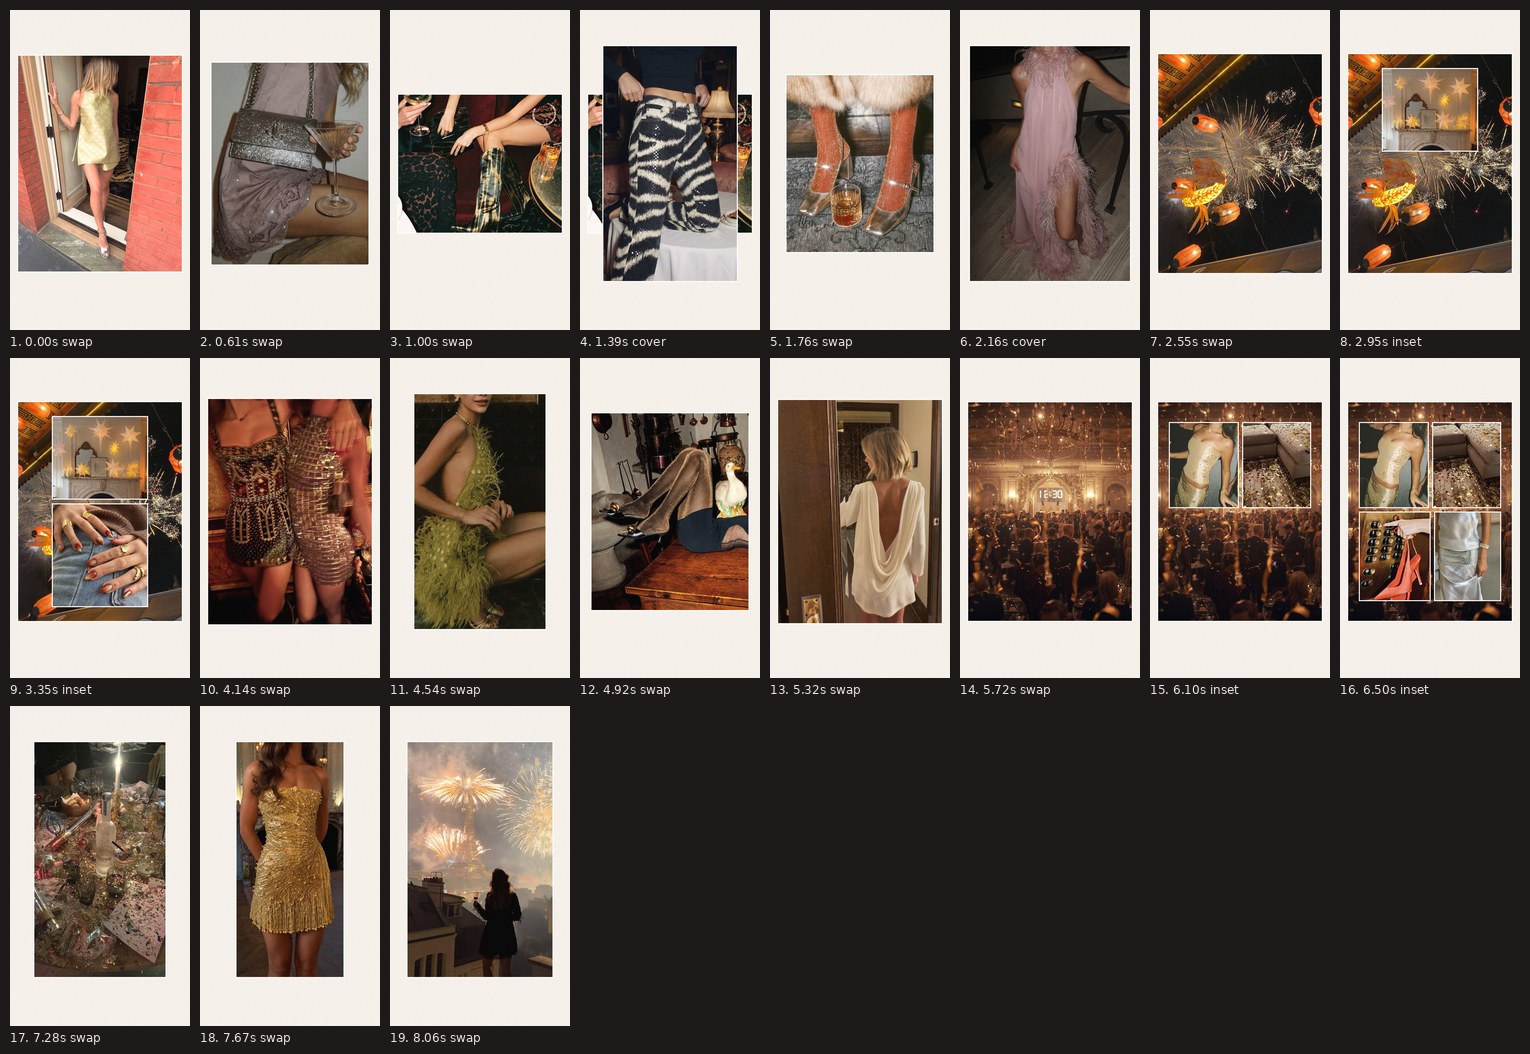 1. 0.00s swap
2. 0.61s swap
3. 1.00s swap
4. 1.39s cover
5. 1.76s swap
6. 2.16s cover
7. 2.55s swap
8. 2.95s inset
9. 3.35s inset
10. 4.14s swap
11. 4.54s swap
12. 4.92s swap
13. 5.32s swap
14. 5.72s swap
12:30
15. 6.10s inset
16. 6.50s inset
17. 7.28s swap
18. 7.67s swap
19. 8.06s swap